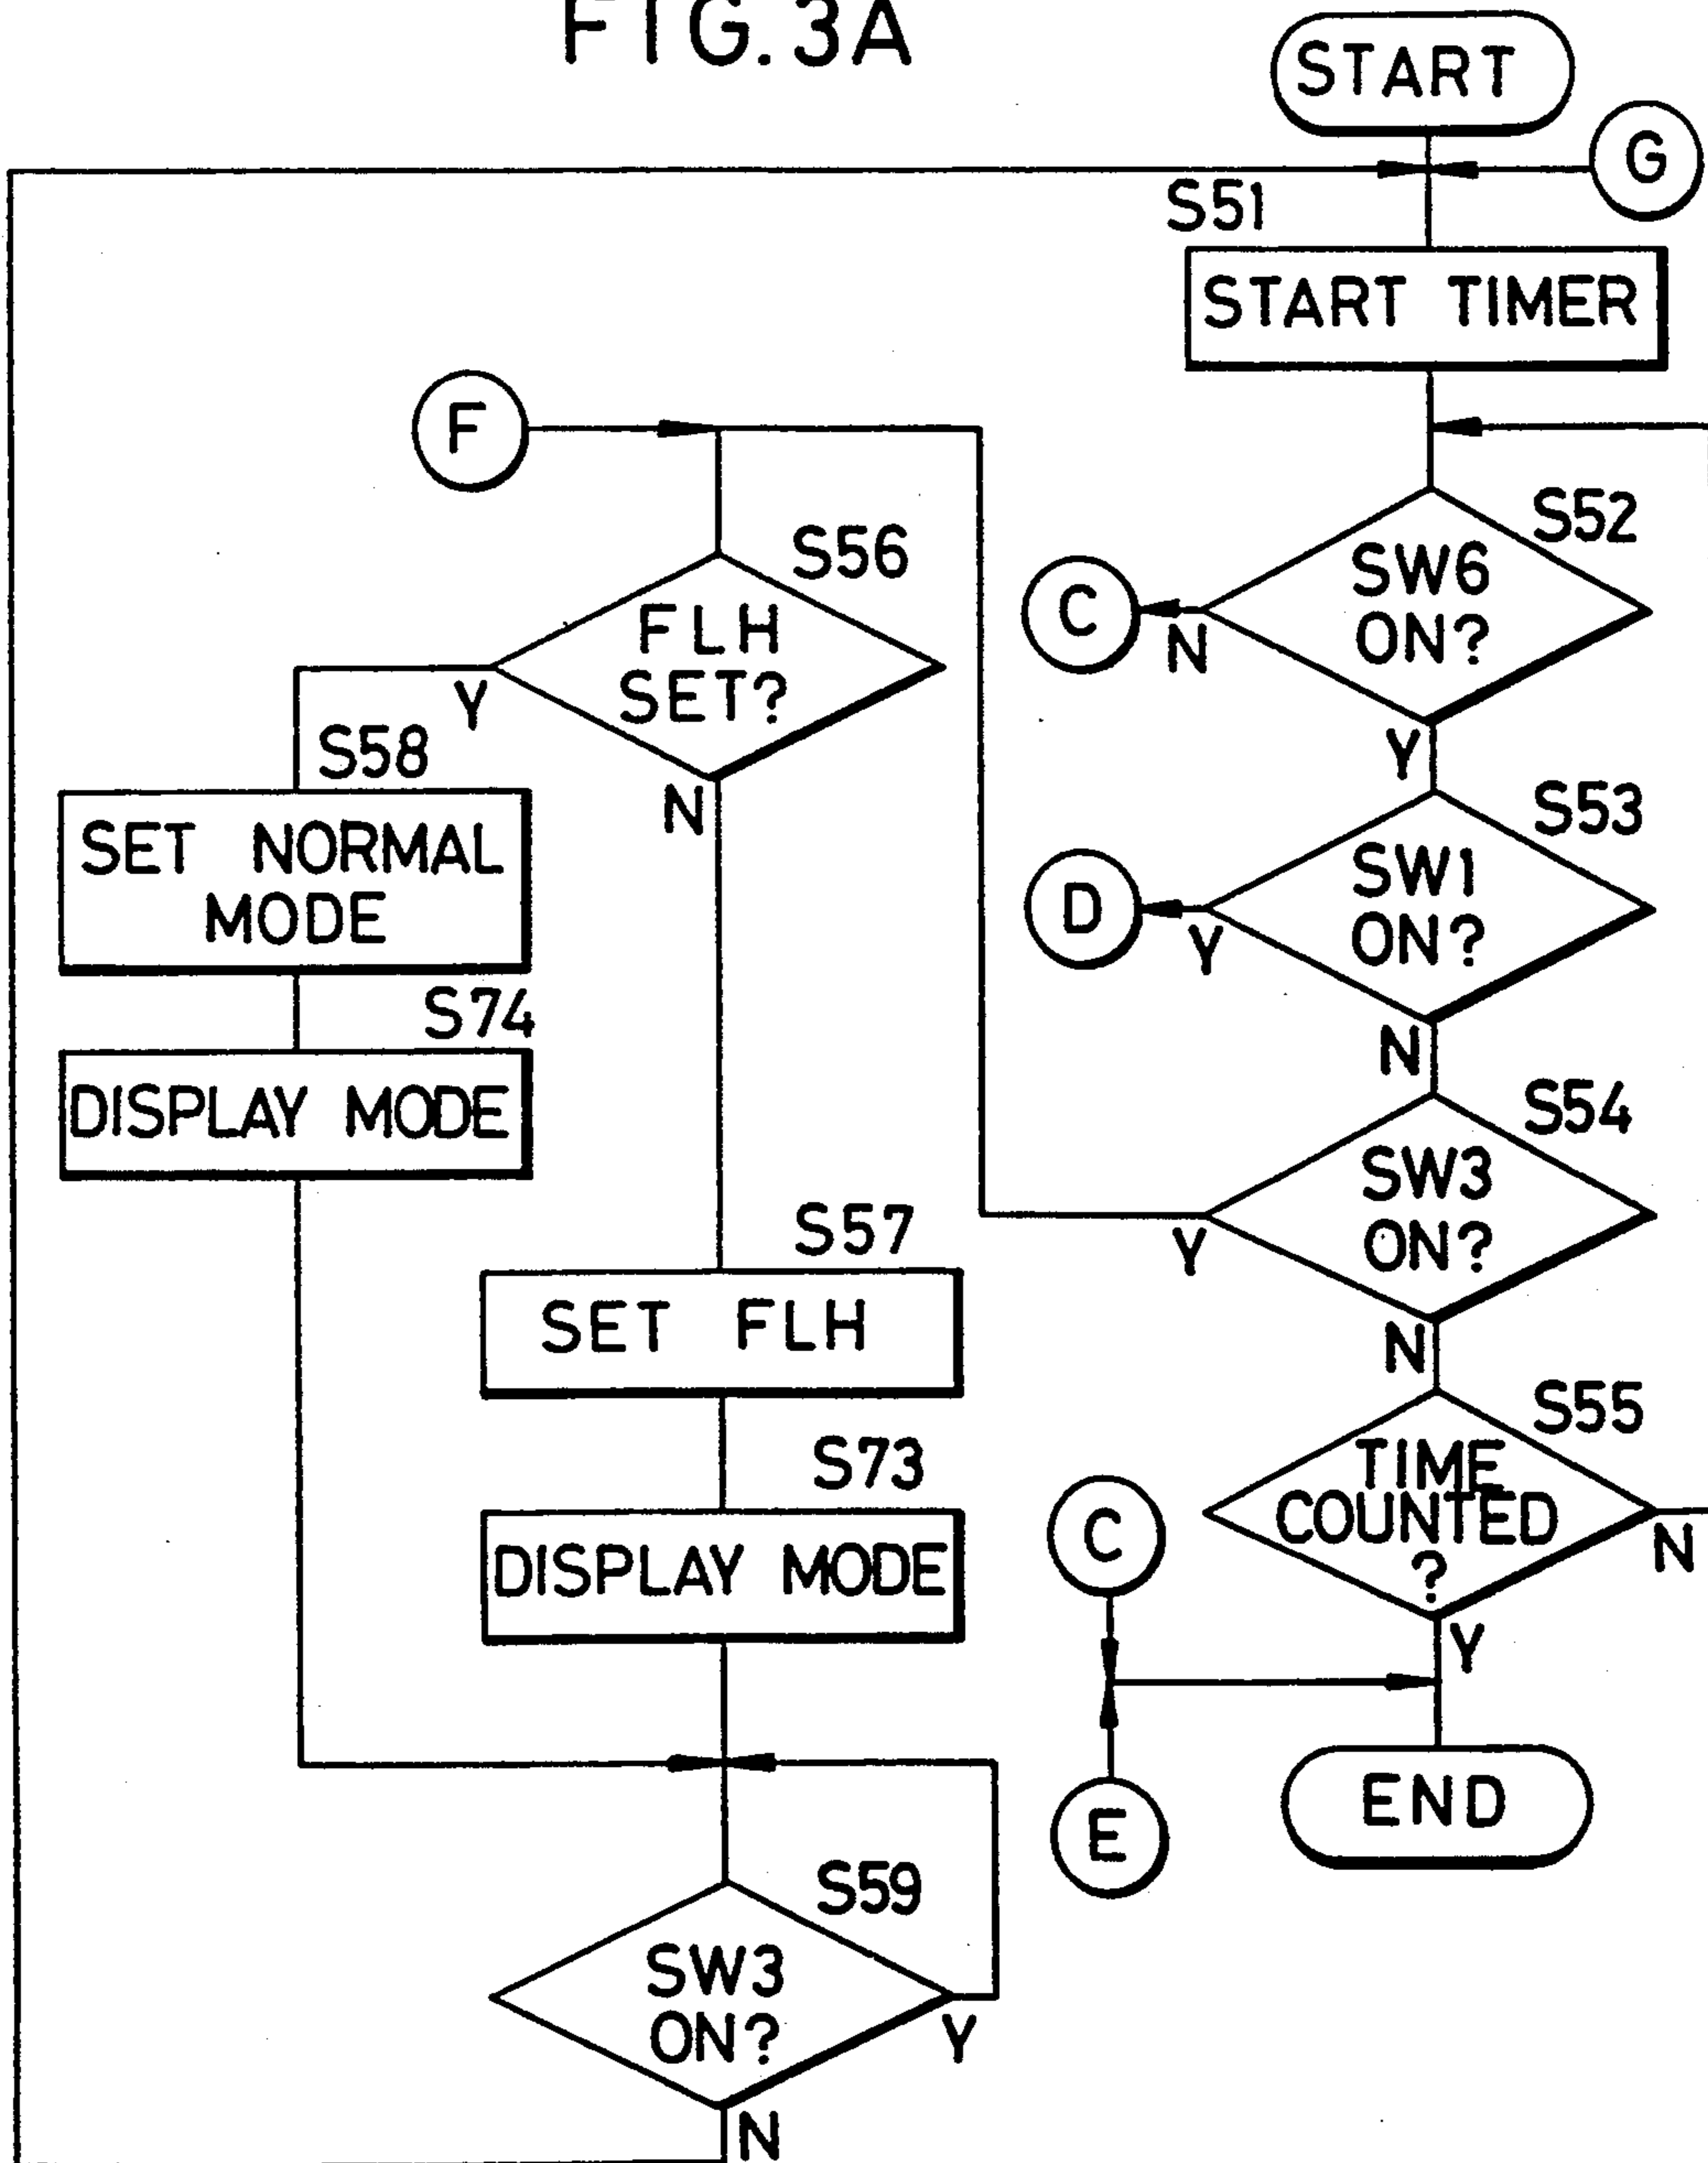 FIG. 3A
START
G
S51
START TIMER
F
S52
SW6
ON?
C
N
Y
S56
FLH
SET?
Y
N
S58
SET NORMAL
MODE
S74
DISPLAY MODE
S53
SW1
ON?
D
Y
N
S54
SW3
ON?
Y
N
S57
SET FLH
S73
DISPLAY MODE
S55
TIME
COUNTED
?
N
Y
C
E
END
S59
SW3
ON?
Y
N